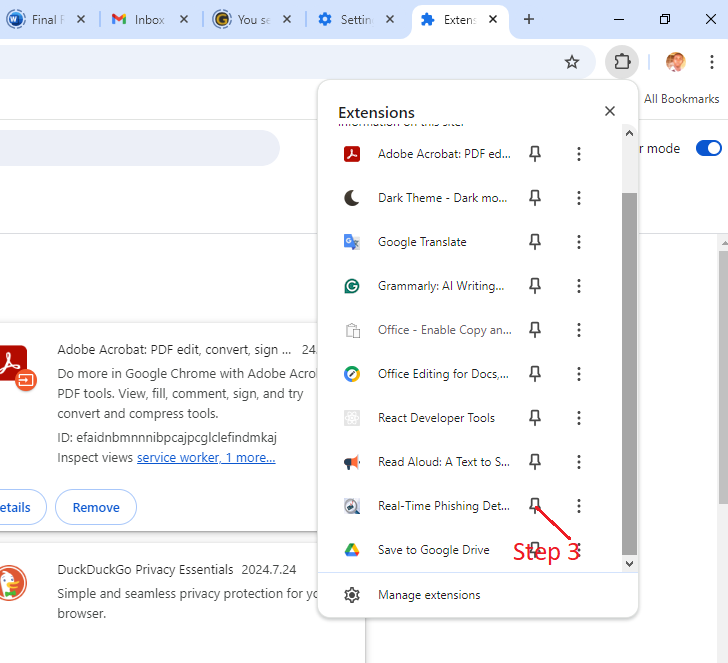 Final F
Inbox
You se
Settin
Extens
All Bookmarks
Extensions
Information on this site.
r mode
Adobe Acrobat: PDF ed...
Dark Theme - Dark mo...
Google Translate
Grammarly: AI Writing...
Office - Enable Copy an...
Office Editing for Docs,...
React Developer Tools
Read Aloud: A Text to S...
Real-Time Phishing Det...
Save to Google Drive
Step 3
Manage extensions
Adobe Acrobat: PDF edit, convert, sign ... 24.
Do more in Google Chrome with Adobe Acro
PDF tools. View, fill, comment, sign, and try
convert and compress tools.
ID: efaidnbmnnnibpcajpcglclefindmkaj
Inspect views service worker, 1 more...
etails
Remove
DuckDuckGo Privacy Essentials 2024.7.24
Simple and seamless privacy protection for yo
browser.